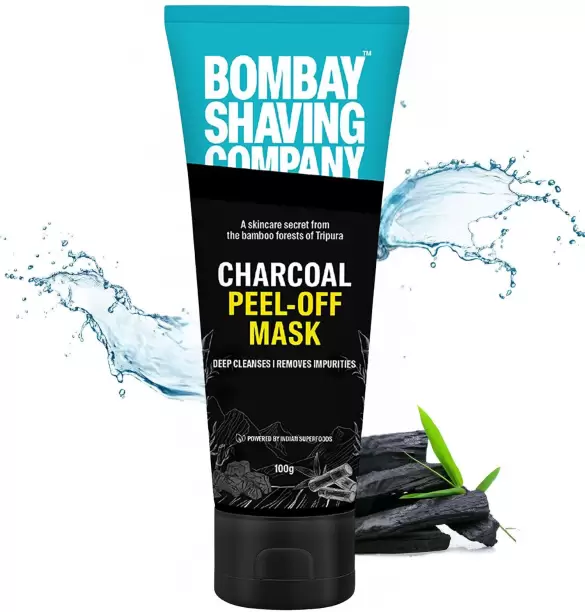 BOMBAY™
SHAVING
COMPANY
A skincare secret from
the bamboo forests of Tripura
CHARCOAL
PEEL-OFF
MASK
DEEP CLEANSES | REMOVES IMPURITIES
POWERED BY INDIAN SUPERFOODS
100g